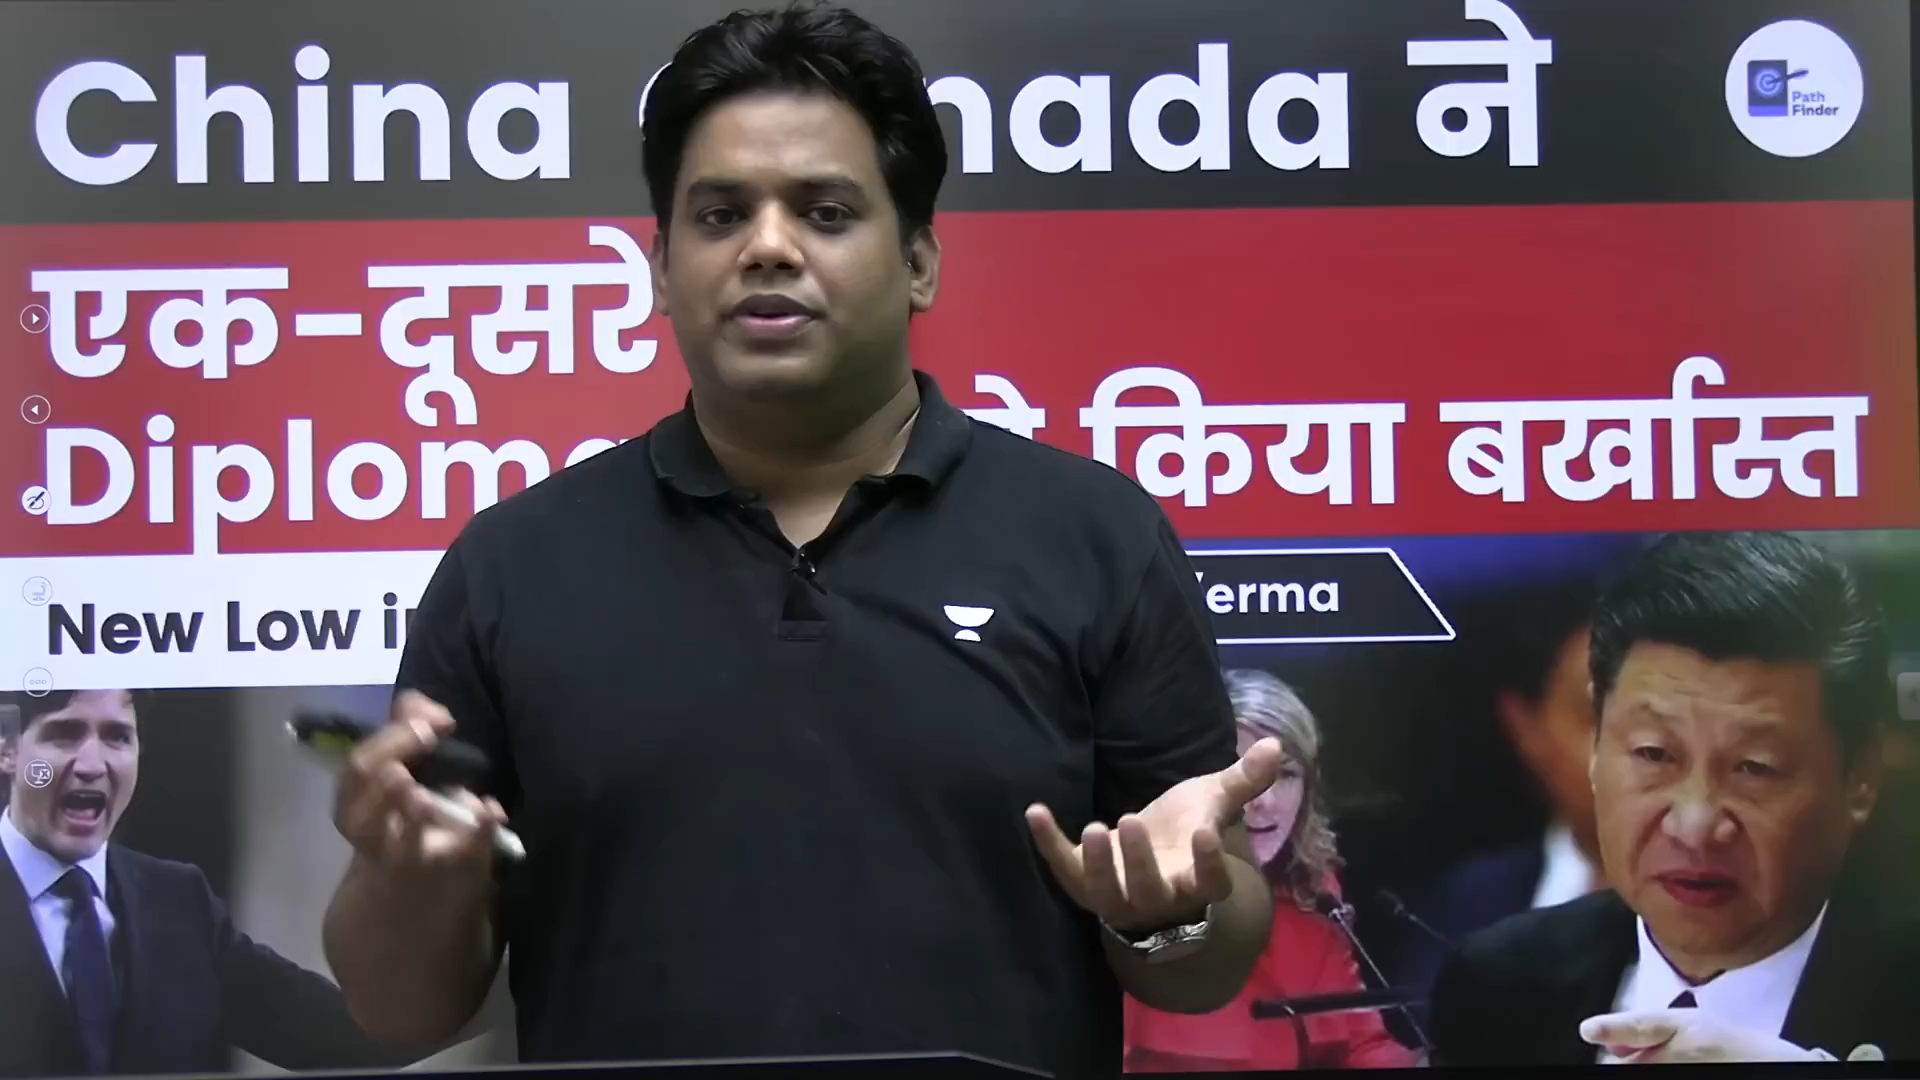 China nada ने
Path
Finder
एक-दूसरे
Diplom किया बर्खास्त
New Low i
erma